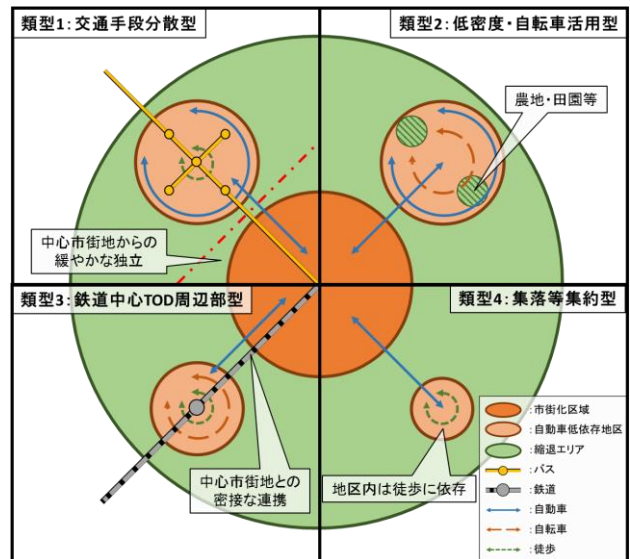 類型1：交通手段分散型
類型2：低密度・自転車活用型
農地・田園等
中心市街地からの
緩やかな独立
類型3：鉄道中心TOD周辺部型
類型4：集落等集約型
中心市街地との
密接な連携
地区内は徒歩に依存
：市街化区域
：自動車低依存地区
：縮退エリア
：バス
：鉄道
：自動車
：自転車
：徒歩